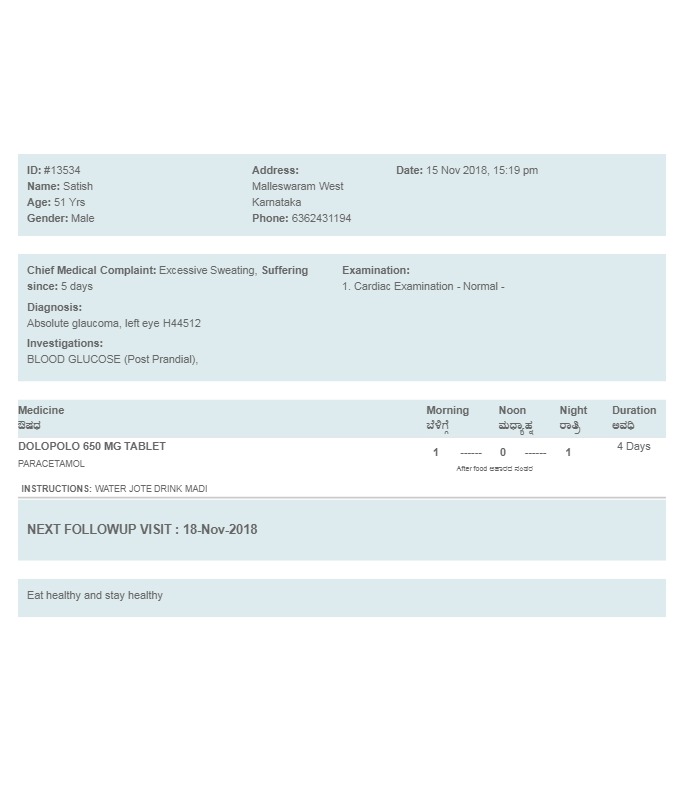 ID: #13534
Name: Satish
Age: 51 Yrs
Gender: Male
Address:
Malleswaram West
Karnataka
Phone: 6362431194
Date: 15 Nov 2018, 15:19 pm
Chief Medical Complaint: Excessive Sweating, Suffering
since: 5 days
Diagnosis:
Absolute glaucoma, left eye H44512
Investigations:
BLOOD GLUCOSE (Post Prandial),
Examination:
1. Cardiac Examination - Normal -
Medicine Morning Noon Night Duration
ಔಷಧ ಬೆಳಿಗ್ಗೆ ಮಧ್ಯಾಹ್ನ ರಾತ್ರಿ ಅವಧಿ
DOLOPOLO 650 MG TABLET 4 Days
1 ------ 0 ------ 1
PARACETAMOL
After food ಆಹಾರದ ನಂತರ
INSTRUCTIONS: WATER JOTE DRINK MADI
NEXT FOLLOWUP VISIT : 18-Nov-2018
Eat healthy and stay healthy